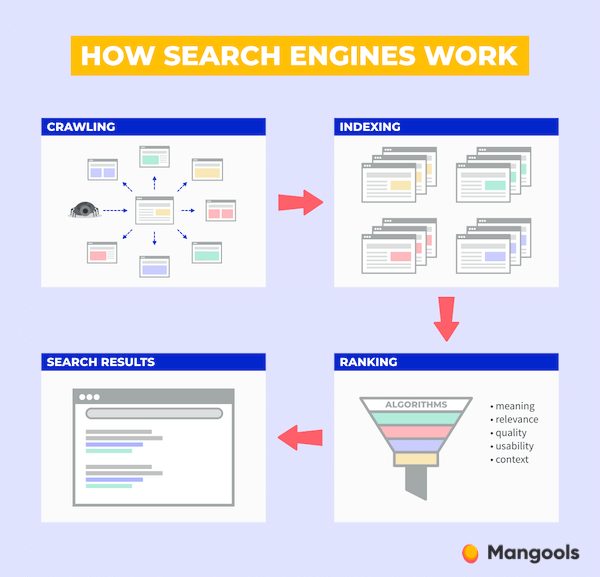 HOW SEARCH ENGINES WORK
CRAWLING
INDEXING
SEARCH RESULTS
RANKING
ALGORITHMS
• meaning
• relevance
• quality
• usability
• context
Mangools